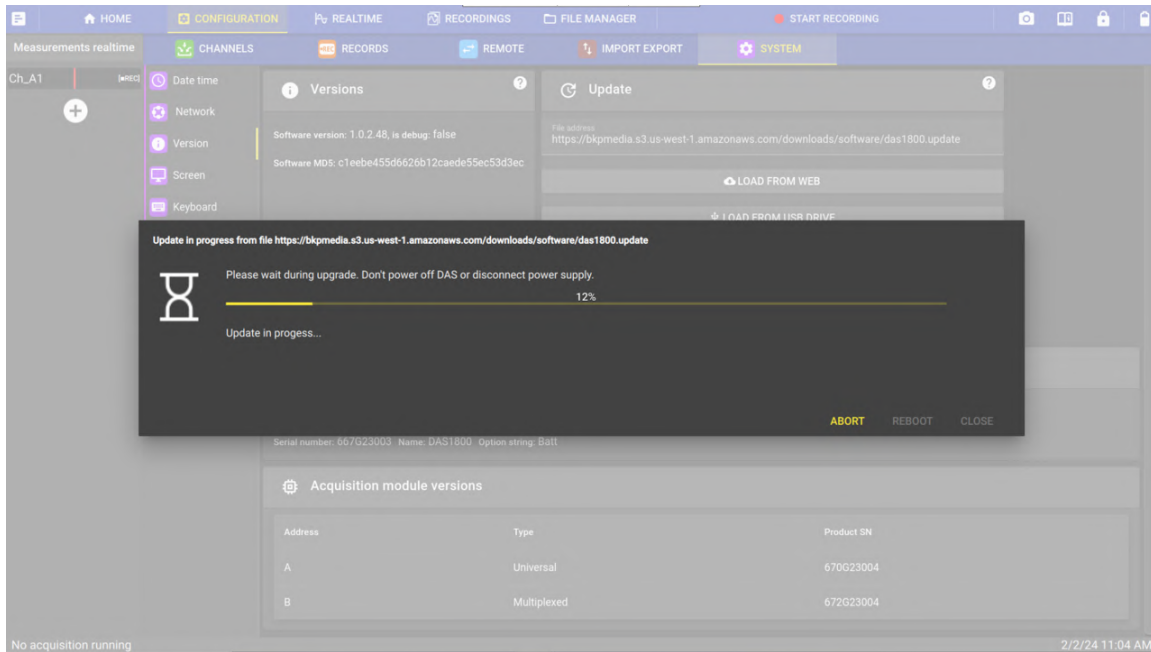 HOME
CONFIGURATION
REALTIME
RECORDINGS
FILE MANAGER
START RECORDING
Measurements realtime
CHANNELS
REC
RECORDS
REMOTE
IMPORT EXPORT
SYSTEM
Ch_A1
[●REC]
Date time
Network
Version
Screen
Keyboard
Versions
?
Software version: 1.0.2.48, is debug: false
Software MD5: c1eebe455d6626b12caede55ec53d3ec
Update
?
File address
https://bkpmedia.s3.us-west-1.amazonaws.com/downloads/software/das1800.update
LOAD FROM WEB
LOAD FROM USB DRIVE
Update in progress from file https://bkpmedia.s3.us-west-1.amazonaws.com/downloads/software/das1800.update
Please wait during upgrade. Don't power off DAS or disconnect power supply.
12%
Update in progess...
ABORT REBOOT CLOSE
Serial number: 667G23003 Name: DAS1800 Option string: Batt
Acquisition module versions
Address Type Product SN
A Universal 670G23004
B Multiplexed 672G23004
No acquisition running
2/2/24 11:04 AM